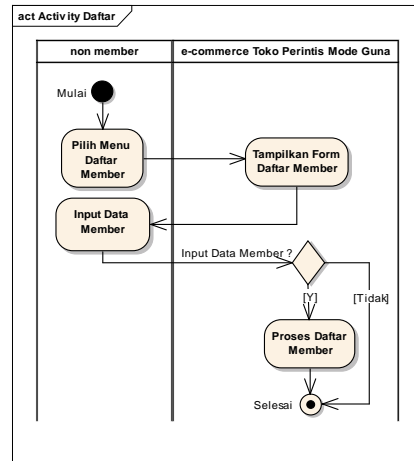 act Activity Daftar
non member
e-commerce Toko Perintis Mode Guna
Mulai
Pilih Menu
Daftar
Member
Tampilkan Form
Daftar Member
Input Data
Member
Input Data Member ?
[Y]
[Tidak]
Proses Daftar
Member
Selesai